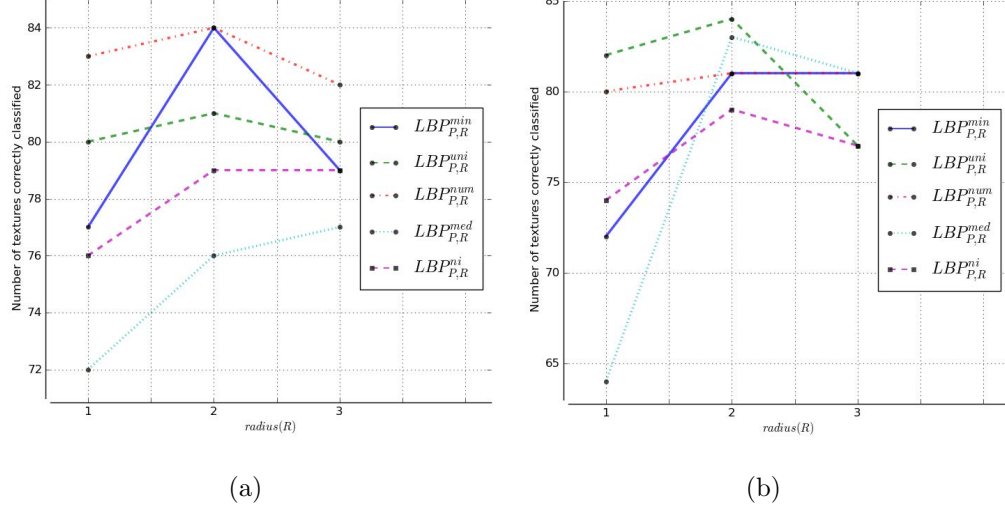 84
82
80
78
76
74
72
Number of textures correctly classified
1 2 3
radius(R)
LBP^{min}_{P,R}
LBP^{uni}_{P,R}
LBP^{num}_{P,R}
LBP^{med}_{P,R}
LBP^{ni}_{P,R}
(a)
85
80
75
70
65
Number of textures correctly classified
1 2 3
radius(R)
LBP^{min}_{P,R}
LBP^{uni}_{P,R}
LBP^{num}_{P,R}
LBP^{med}_{P,R}
LBP^{ni}_{P,R}
(b)